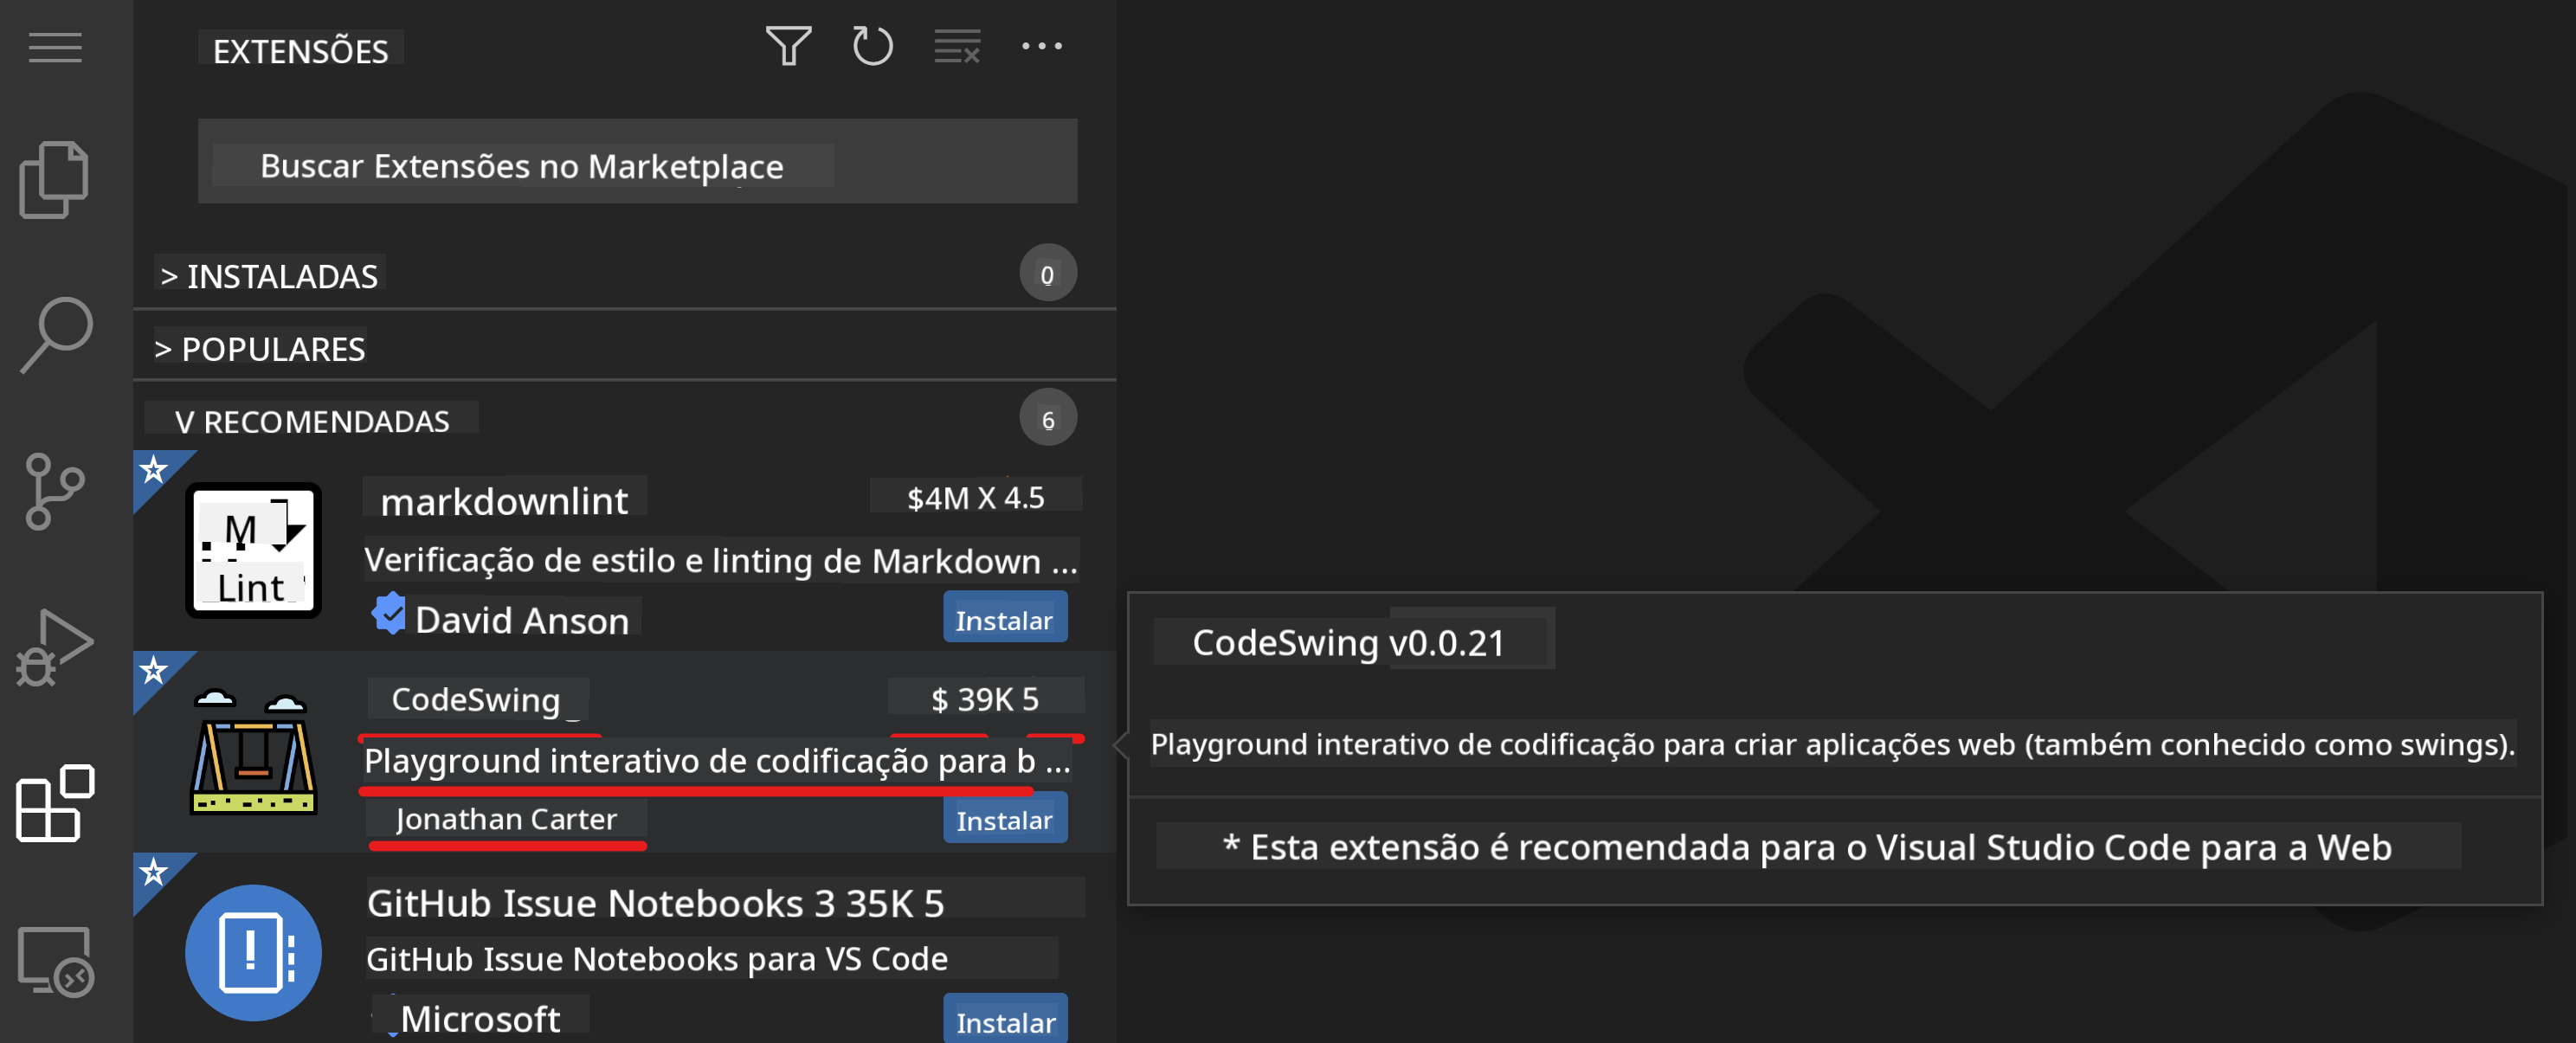 EXTENSÕES
Buscar Extensões no Marketplace
> INSTALADAS 0
> POPULARES
V RECOMENDADAS 6
M
Lint
markdownlint $4M X 4.5
Verificação de estilo e linting de Markdown ...
David Anson Instalar
CodeSwing $ 39K 5
Playground interativo de codificação para b ...
Jonathan Carter Instalar
GitHub Issue Notebooks 3 35K 5
GitHub Issue Notebooks para VS Code
Microsoft Instalar
CodeSwing v0.0.21
Playground interativo de codificação para criar aplicações web (também conhecido como swings).
* Esta extensão é recomendada para o Visual Studio Code para a Web